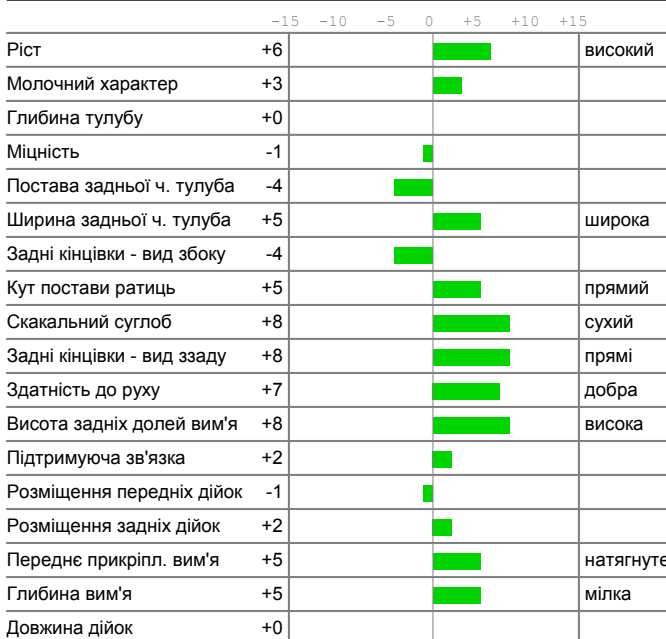 -15 -10 -5 0 +5 +10 +15
Ріст +6 високий
Молочний характер +3
Глибина тулубу +0
Міцність -1
Постава задньої ч. тулуба -4
Ширина задньої ч. тулуба +5 широка
Задні кінцівки - вид збоку -4
Кут постави ратиць +5 прямий
Скакальний суглоб +8 сухий
Задні кінцівки - вид ззаду +8 прямі
Здатність до руху +7 добра
Висота задніх долей вим'я +8 висока
Підтримуюча зв'язка +2
Розміщення передніх дійок -1
Розміщення задніх дійок +2
Переднє прикріпл. вим'я +5 натягнуте
Глибина вим'я +5 мілка
Довжина дійок +0